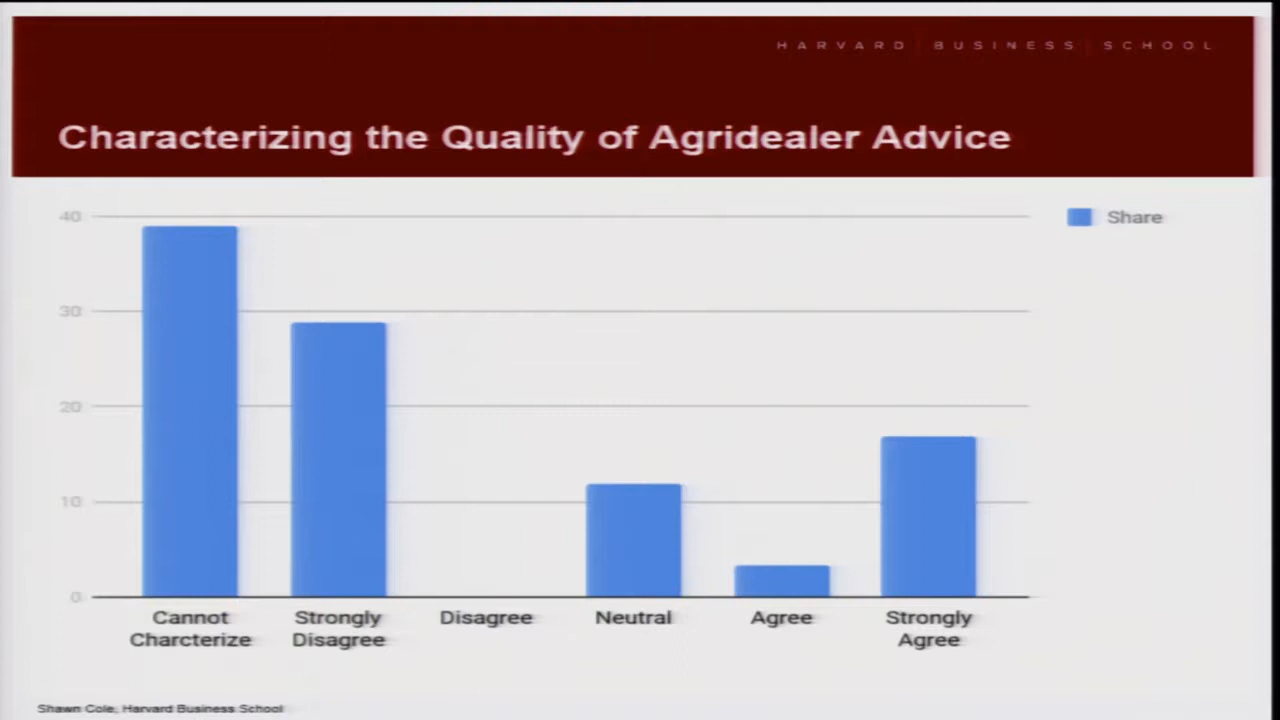 HARVARD | BUSINESS | SCHOOL
Characterizing the Quality of Agridealer Advice
40
30
20
10
0
Share
Cannot
Charcterize
Strongly
Disagree
Disagree
Neutral
Agree
Strongly
Agree
Shawn Cole, Harvard Business School